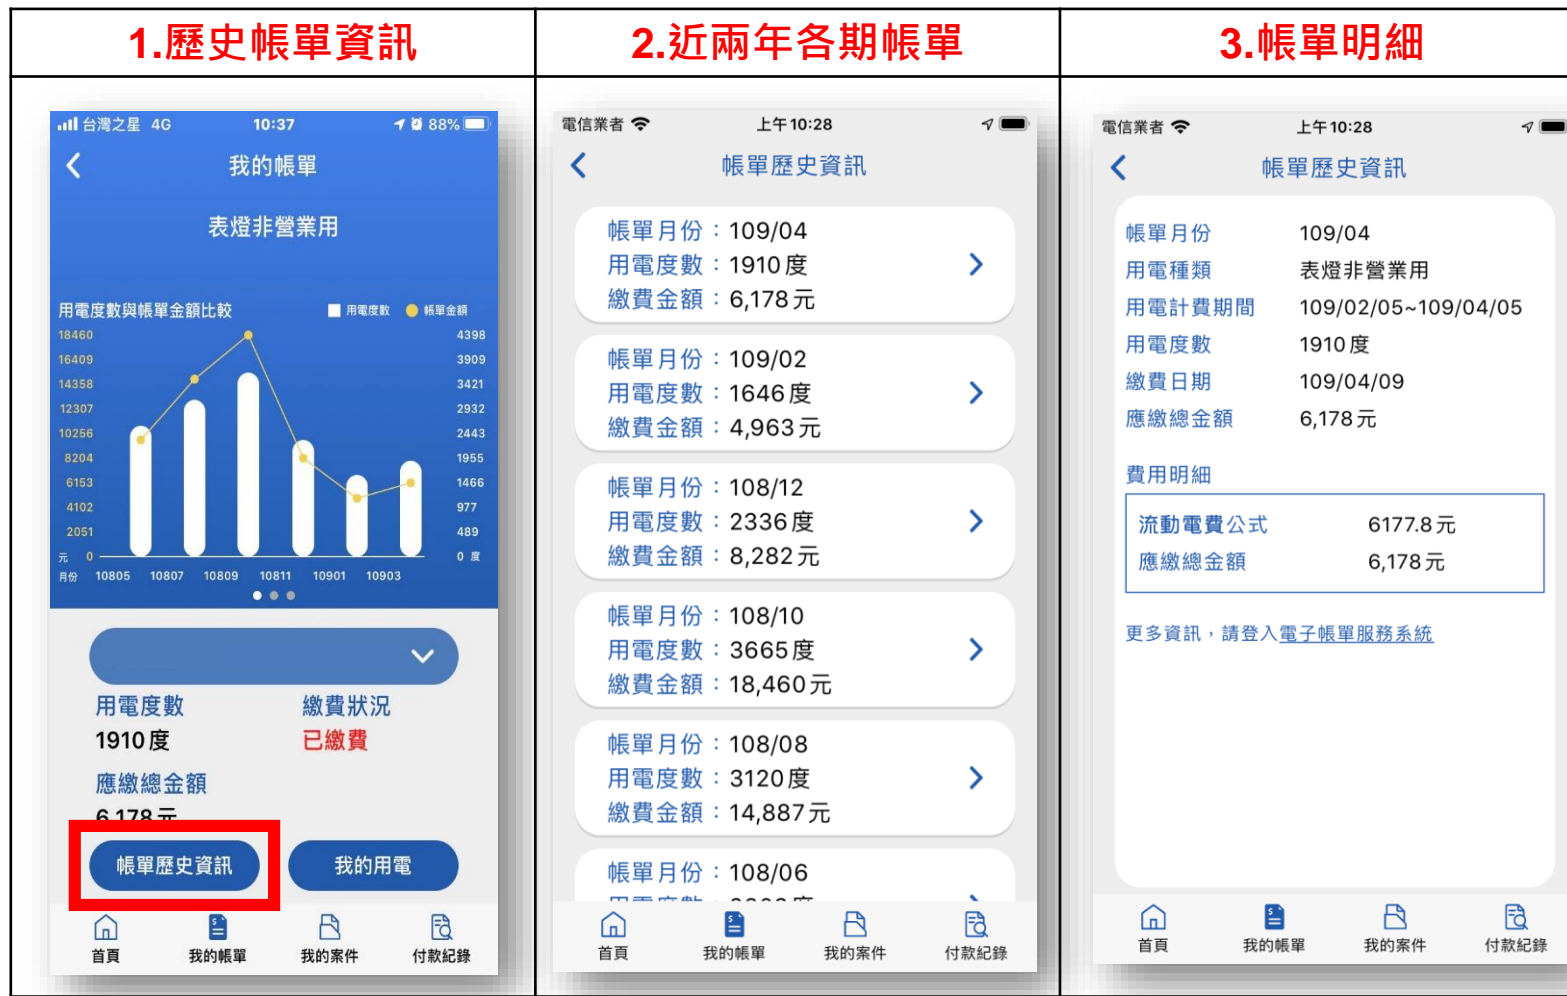 1.歷史帳單資訊
2.近兩年各期帳單
3.帳單明細
台灣之星 4G 10:37 88%
我的帳單
表燈非營業用
用電度數與帳單金額比較 用電度數 帳單金額
18460 4398
16409 3909
14358 3421
12307 2932
10256 2443
8204 1955
6153 1466
4102 977
2051 489
元 0 0 度
月份 10805 10807 10809 10811 10901 10903
用電度數 繳費狀況
1910度 已繳費
應繳總金額
6,178元
帳單歷史資訊 我的用電
首頁 我的帳單 我的案件 付款紀錄
電信業者 上午10:28
帳單歷史資訊
帳單月份：109/04
用電度數：1910度
繳費金額：6,178元
帳單月份：109/02
用電度數：1646度
繳費金額：4,963元
帳單月份：108/12
用電度數：2336度
繳費金額：8,282元
帳單月份：108/10
用電度數：3665度
繳費金額：18,460元
帳單月份：108/08
用電度數：3120度
繳費金額：14,887元
帳單月份：108/06
首頁 我的帳單 我的案件 付款紀錄
電信業者 上午10:28
帳單歷史資訊
帳單月份 109/04
用電種類 表燈非營業用
用電計費期間 109/02/05~109/04/05
用電度數 1910度
繳費日期 109/04/09
應繳總金額 6,178元
費用明細
流動電費公式 6177.8元
應繳總金額 6,178元
更多資訊，請登入電子帳單服務系統
首頁 我的帳單 我的案件 付款紀錄